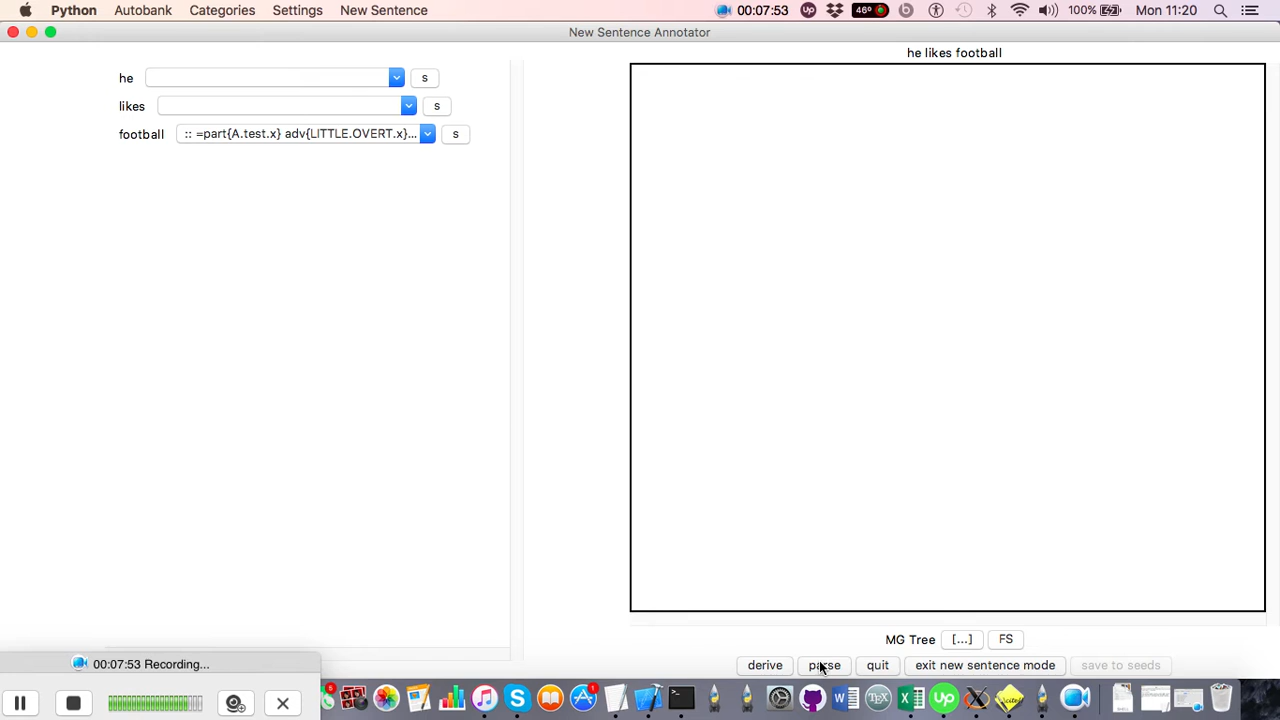 Python Autobank Categories Settings New Sentence 00:07:53 46° 100% Mon 11:20
New Sentence Annotator
he likes football
he s
likes s
football :: =part{A.test.x} adv{LITTLE.OVERT.x}... s
MG Tree [...] FS
derive parse quit exit new sentence mode save to seeds
00:07:53 Recording...